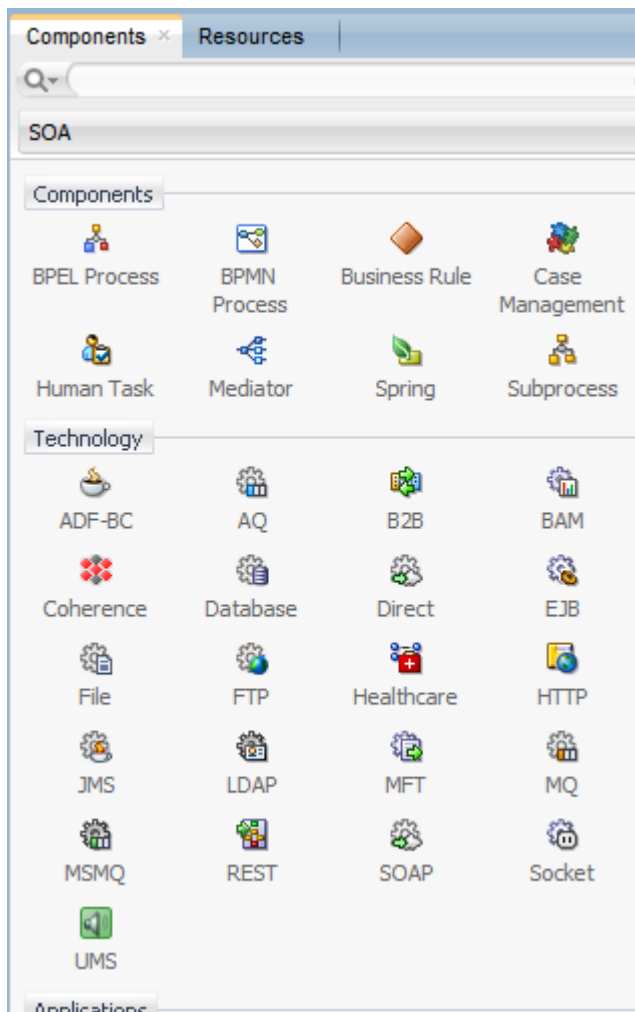 Components Resources
SOA
Components
BPEL Process BPMN Process Business Rule Case Management
Human Task Mediator Spring Subprocess
Technology
ADF-BC AQ B2B BAM
Coherence Database Direct EJB
File FTP Healthcare HTTP
JMS LDAP MFT MQ
MSMQ REST SOAP Socket
UMS
Applications